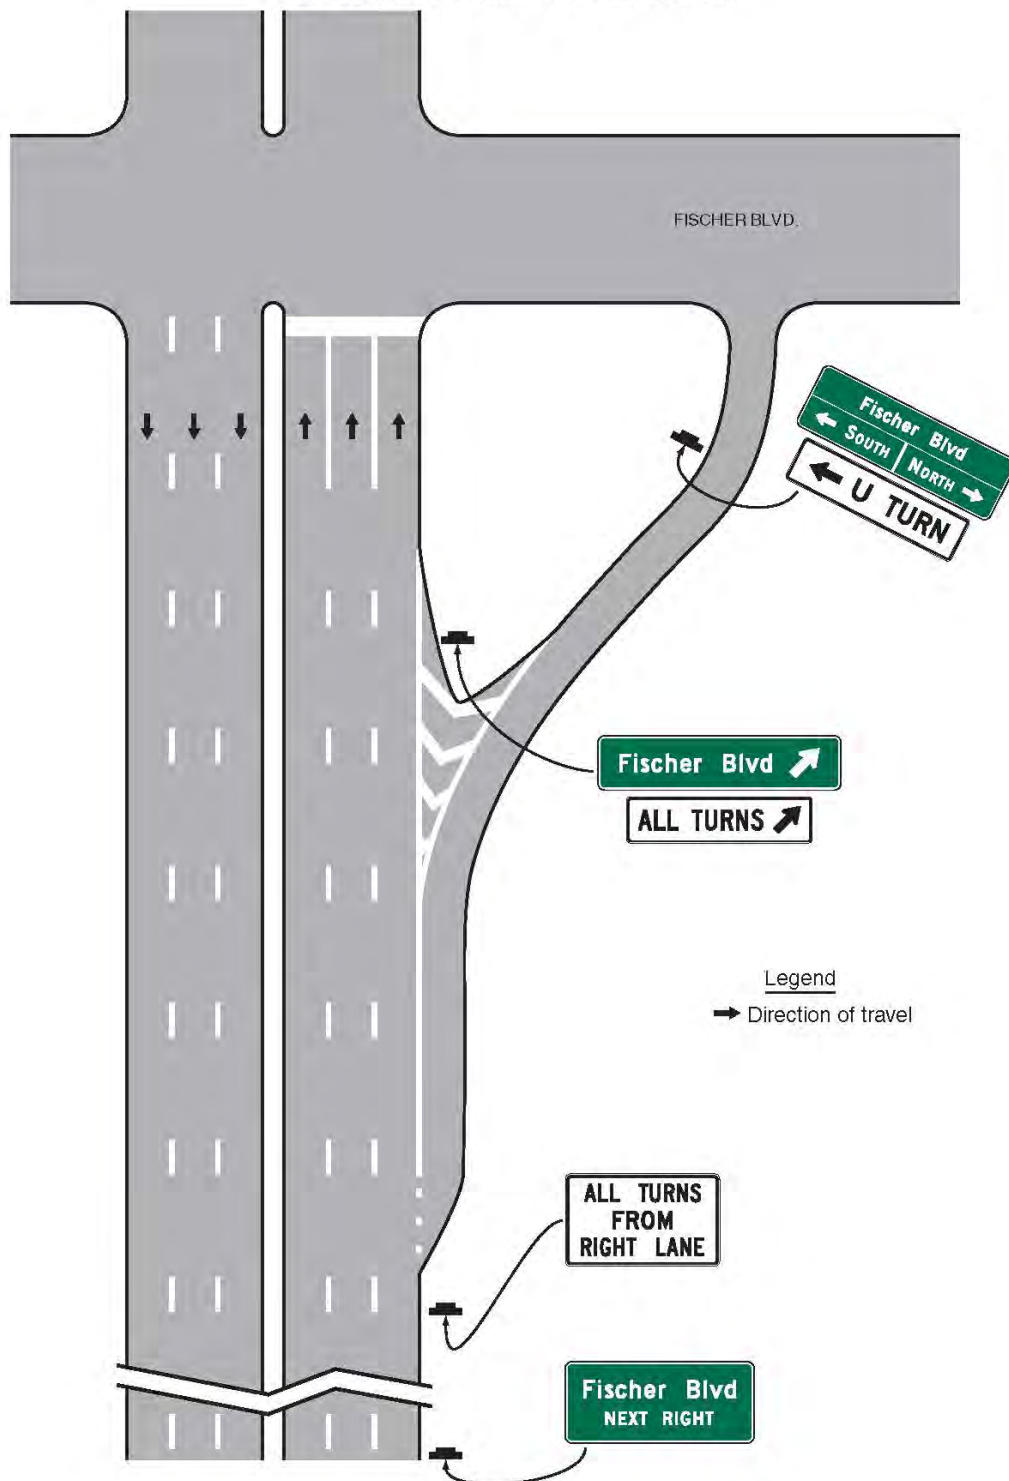 FISCHER BLVD.
Fischer Blvd
← SOUTH | NORTH →
← U TURN
Fischer Blvd ↗
ALL TURNS ↗
Legend
→ Direction of travel
ALL TURNS
FROM
RIGHT LANE
Fischer Blvd
NEXT RIGHT